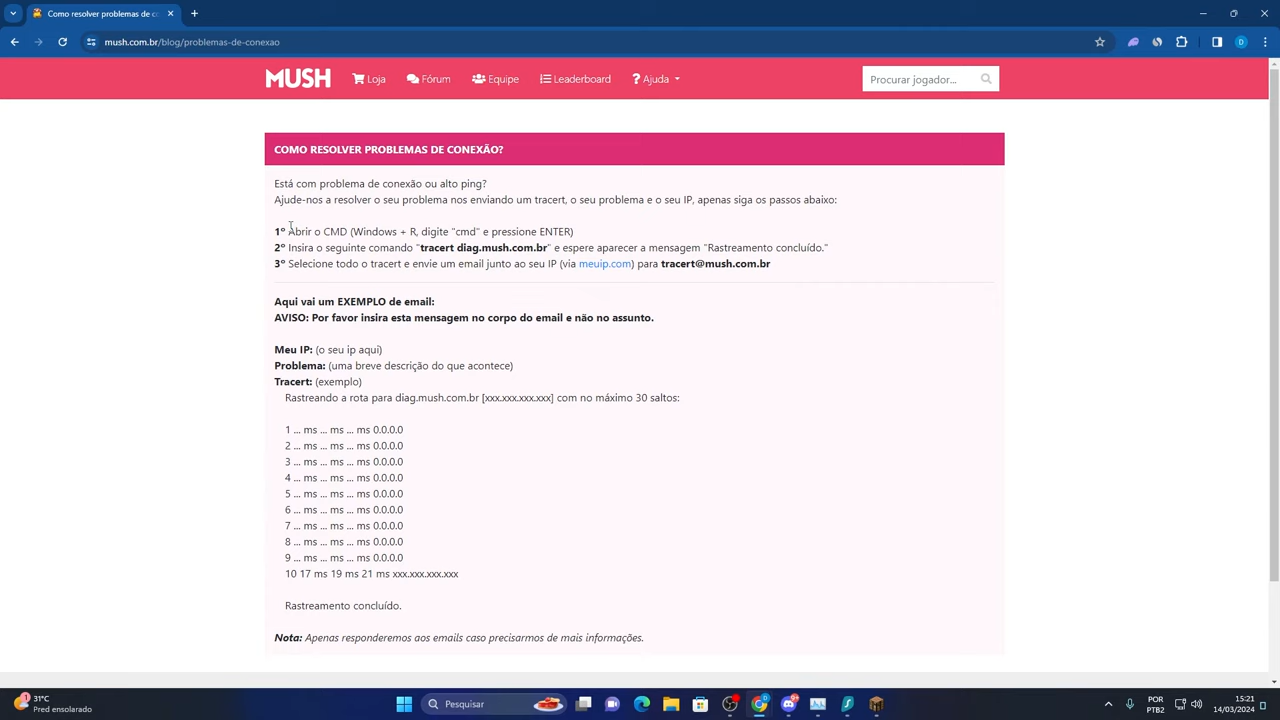 Como resolver problemas de c
mush.com.br/blog/problemas-de-conexao
D
MUSH
Loja
Fórum
Equipe
Leaderboard
Ajuda
Procurar jogador...
COMO RESOLVER PROBLEMAS DE CONEXÃO?
Está com problema de conexão ou alto ping?
Ajude-nos a resolver o seu problema nos enviando um tracert, o seu problema e o seu IP, apenas siga os passos abaixo:
1º Abrir o CMD (Windows + R, digite "cmd" e pressione ENTER)
2º Insira o seguinte comando "tracert diag.mush.com.br" e espere aparecer a mensagem "Rastreamento concluído."
3º Selecione todo o tracert e envie um email junto ao seu IP (via meuip.com) para tracert@mush.com.br
Aqui vai um EXEMPLO de email:
AVISO: Por favor insira esta mensagem no corpo do email e não no assunto.
Meu IP: (o seu ip aqui)
Problema: (uma breve descrição do que acontece)
Tracert: (exemplo)
Rastreando a rota para diag.mush.com.br [xxx.xxx.xxx.xxx] com no máximo 30 saltos:
1 ... ms ... ms ... ms 0.0.0.0
2 ... ms ... ms ... ms 0.0.0.0
3 ... ms ... ms ... ms 0.0.0.0
4 ... ms ... ms ... ms 0.0.0.0
5 ... ms ... ms ... ms 0.0.0.0
6 ... ms ... ms ... ms 0.0.0.0
7 ... ms ... ms ... ms 0.0.0.0
8 ... ms ... ms ... ms 0.0.0.0
9 ... ms ... ms ... ms 0.0.0.0
10 17 ms 19 ms 21 ms xxx.xxx.xxx.xxx
Rastreamento concluído.
Nota: Apenas responderemos aos emails caso precisarmos de mais informações.
1
31°C
Pred ensolarado
Pesquisar
POR
PTB2
15:21
14/03/2024